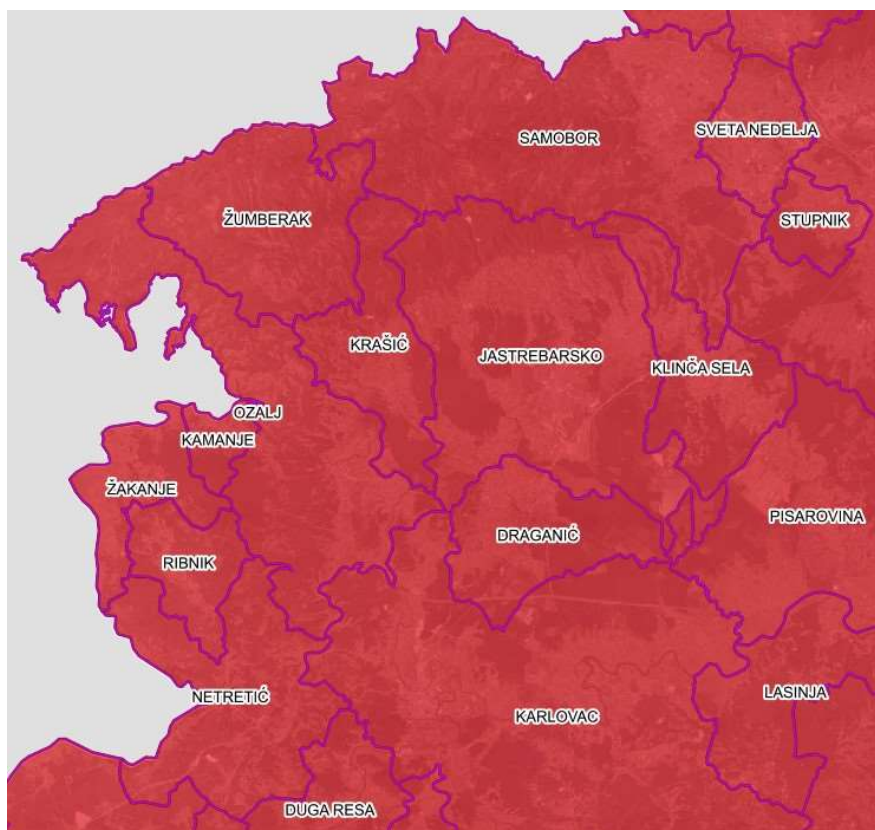 SVETA NEDELJA
SAMOBOR
ŽUMBERAK
STUPNIK
KRAŠIĆ
JASTREBARSKO
KLINČA SELA
OZALJ
KAMANJE
ŽAKANJE
PISAROVINA
DRAGANIĆ
RIBNIK
LASINJA
NETRETIĆ
KARLOVAC
DUGA RESA